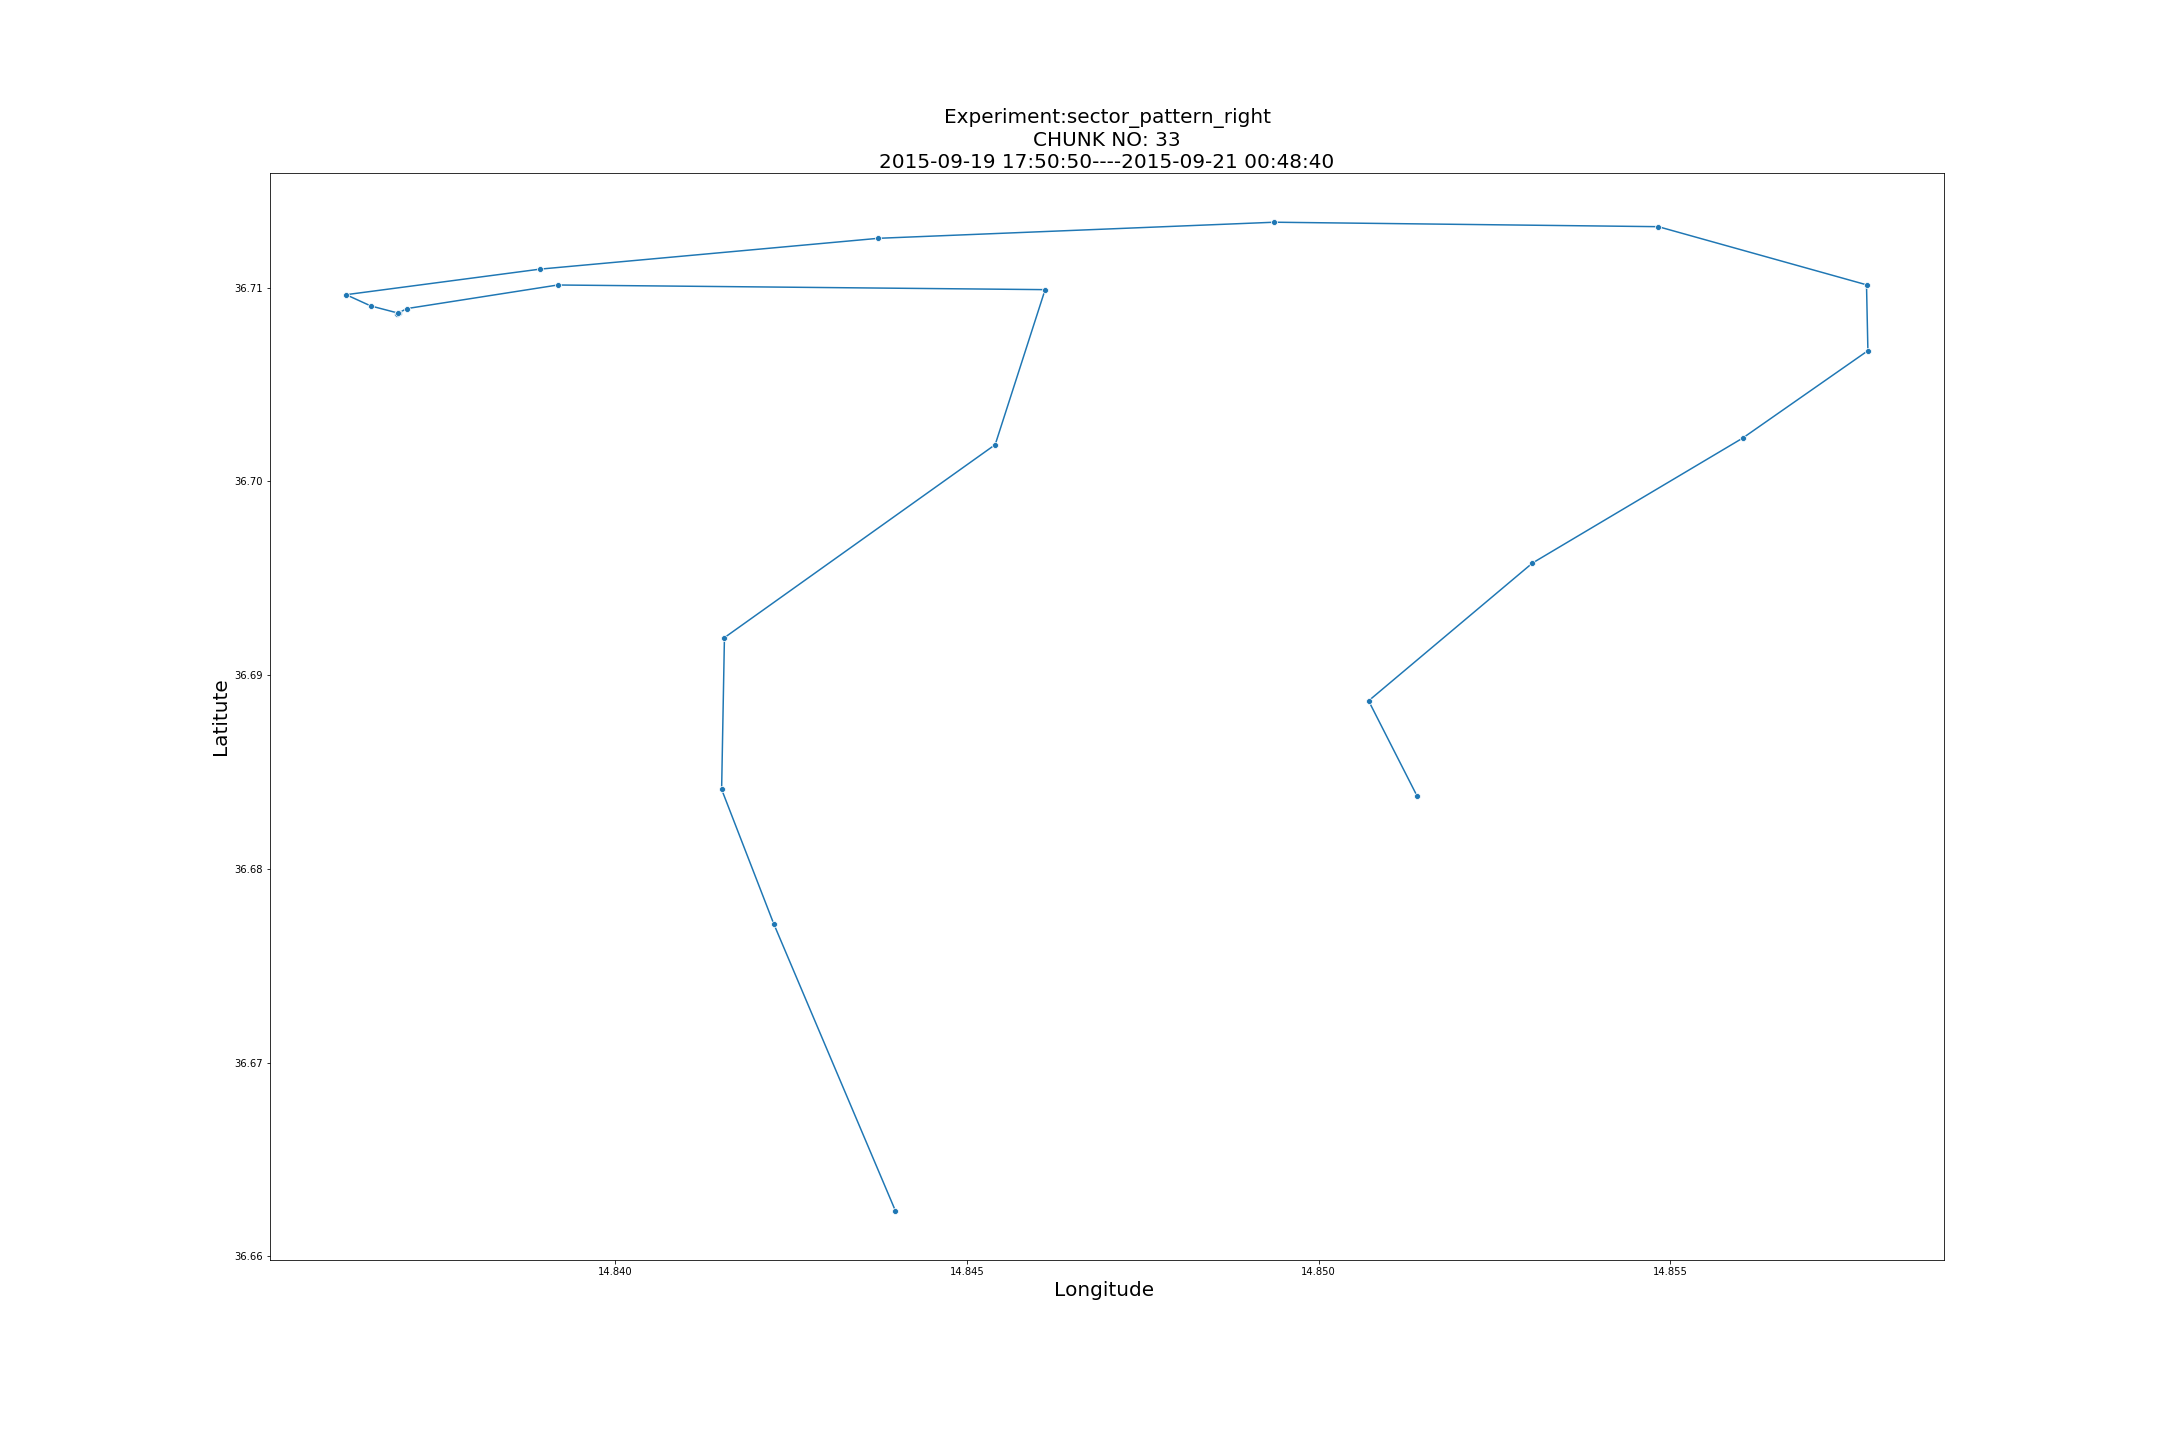 Experiment:sector_pattern_right
CHUNK NO: 33
2015-09-19 17:50:50----2015-09-21 00:48:40
36.71
36.70
36.69
36.68
36.67
36.66
Latitute
14.840
14.845
14.850
14.855
Longitude